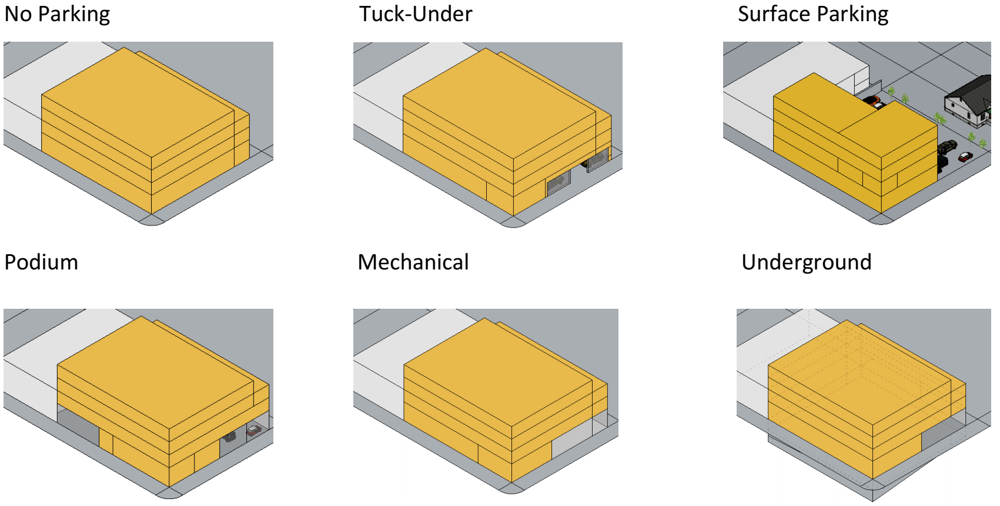 No Parking
Tuck-Under
Surface Parking
Podium
Mechanical
Underground